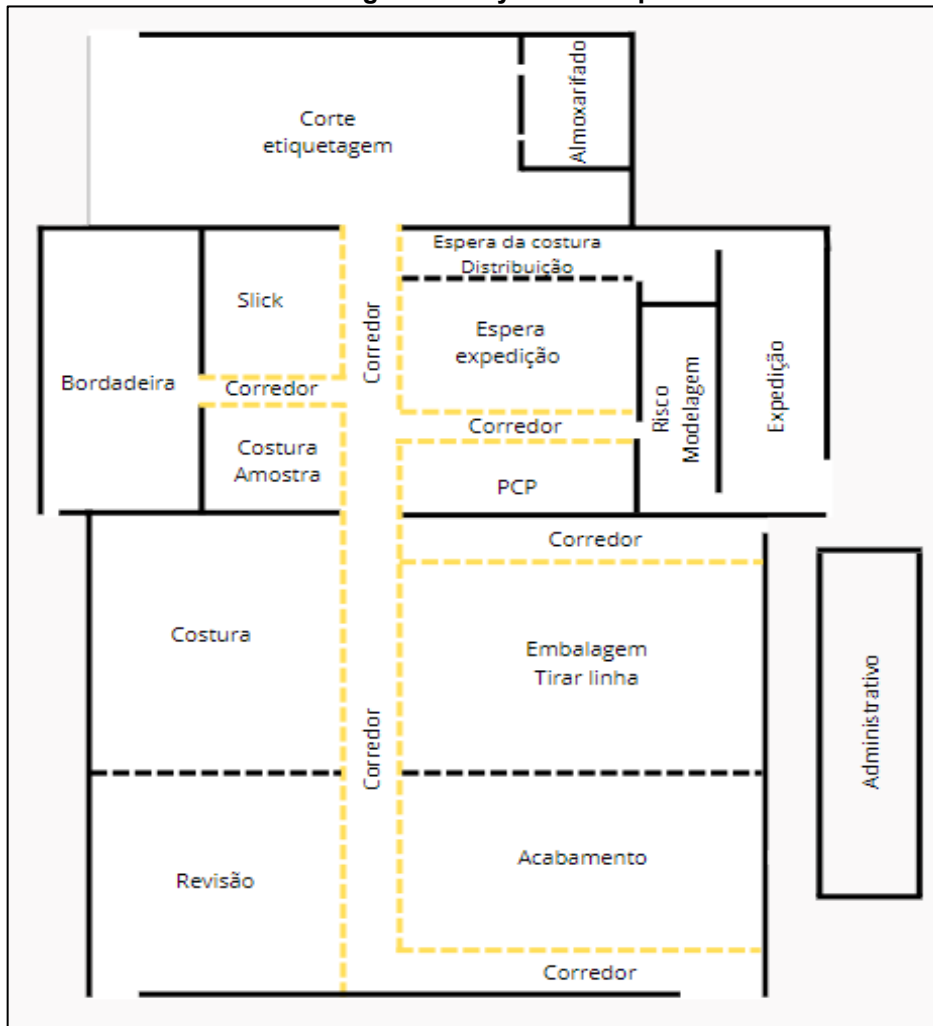 Corte
etiquetagem
Almoxarifado
Espera da costura
Distribuição
Slick
Corredor
Espera
expedição
Bordadeira
Corredor
Risco
Modelagem
Expedição
Corredor
Costura
Amostra
PCP
Corredor
Costura
Embalagem
Tirar linha
Corredor
Administrativo
Revisão
Acabamento
Corredor